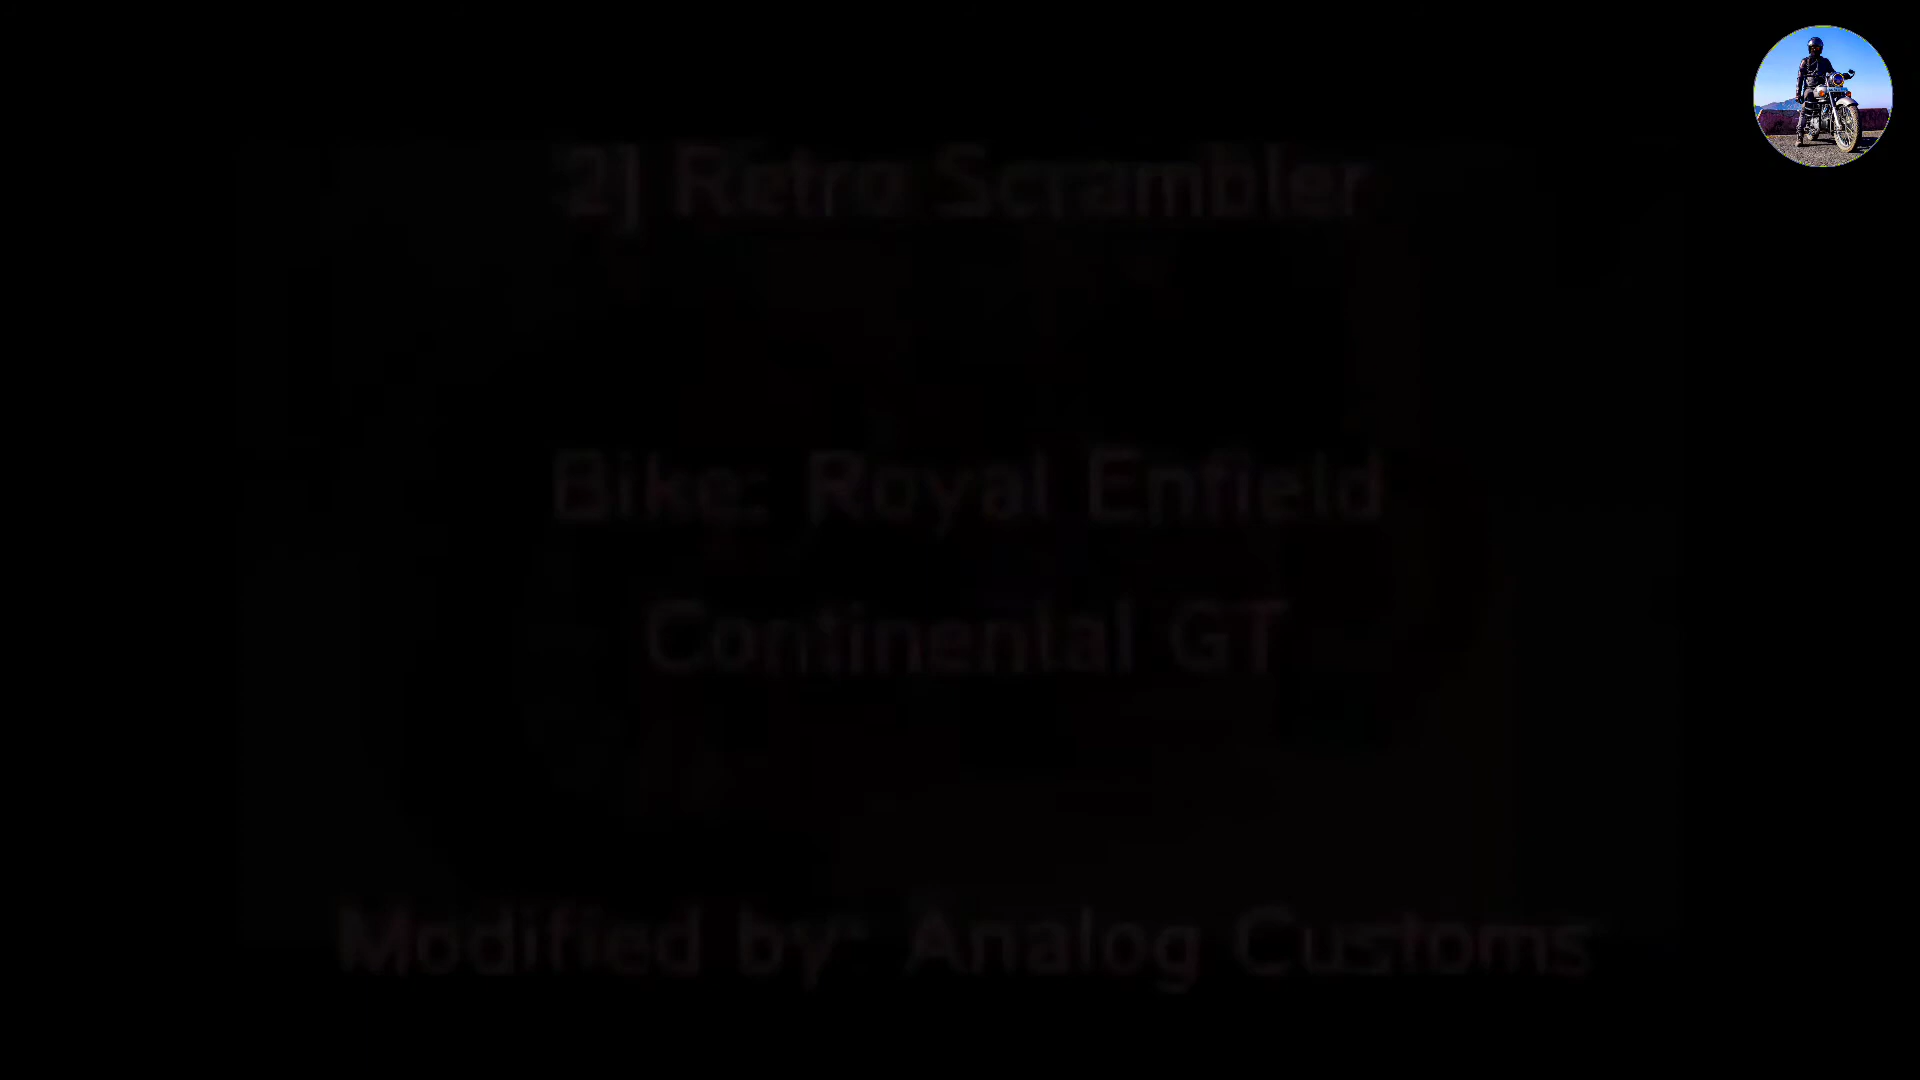 2] Retro Scrambler
Bike: Royal Enfield
Continental GT
Modified by: Analog Customs